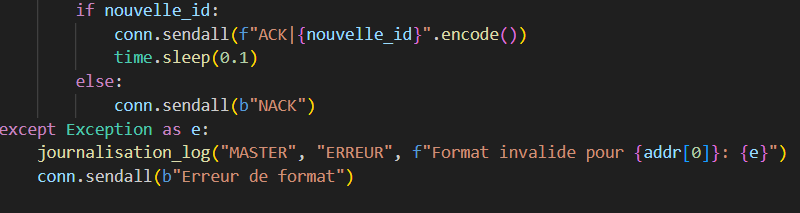 if nouvelle_id:
conn.sendall(f"ACK|{nouvelle_id}".encode())
time.sleep(0.1)
else:
conn.sendall(b"NACK")
except Exception as e:
journalisation_log("MASTER", "ERREUR", f"Format invalide pour {addr[0]}: {e}")
conn.sendall(b"Erreur de format")